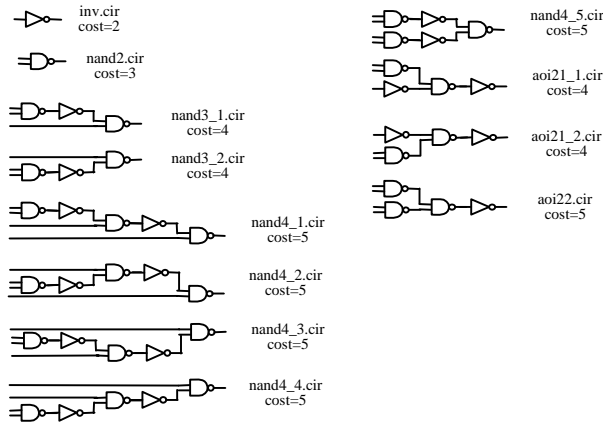 inv.cir
cost=2
nand2.cir
cost=3
nand3_1.cir
cost=4
nand3_2.cir
cost=4
nand4_1.cir
cost=5
nand4_2.cir
cost=5
nand4_3.cir
cost=5
nand4_4.cir
cost=5
nand4_5.cir
cost=5
aoi21_1.cir
cost=4
aoi21_2.cir
cost=4
aoi22.cir
cost=5